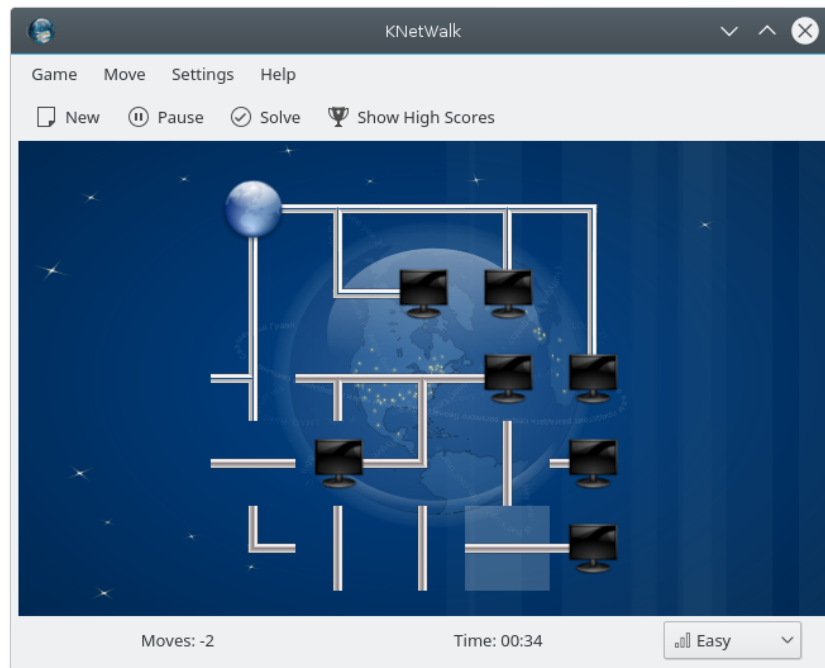 KNetWalk
Game Move Settings Help
New Pause Solve Show High Scores
Moves: -2 Time: 00:34 Easy